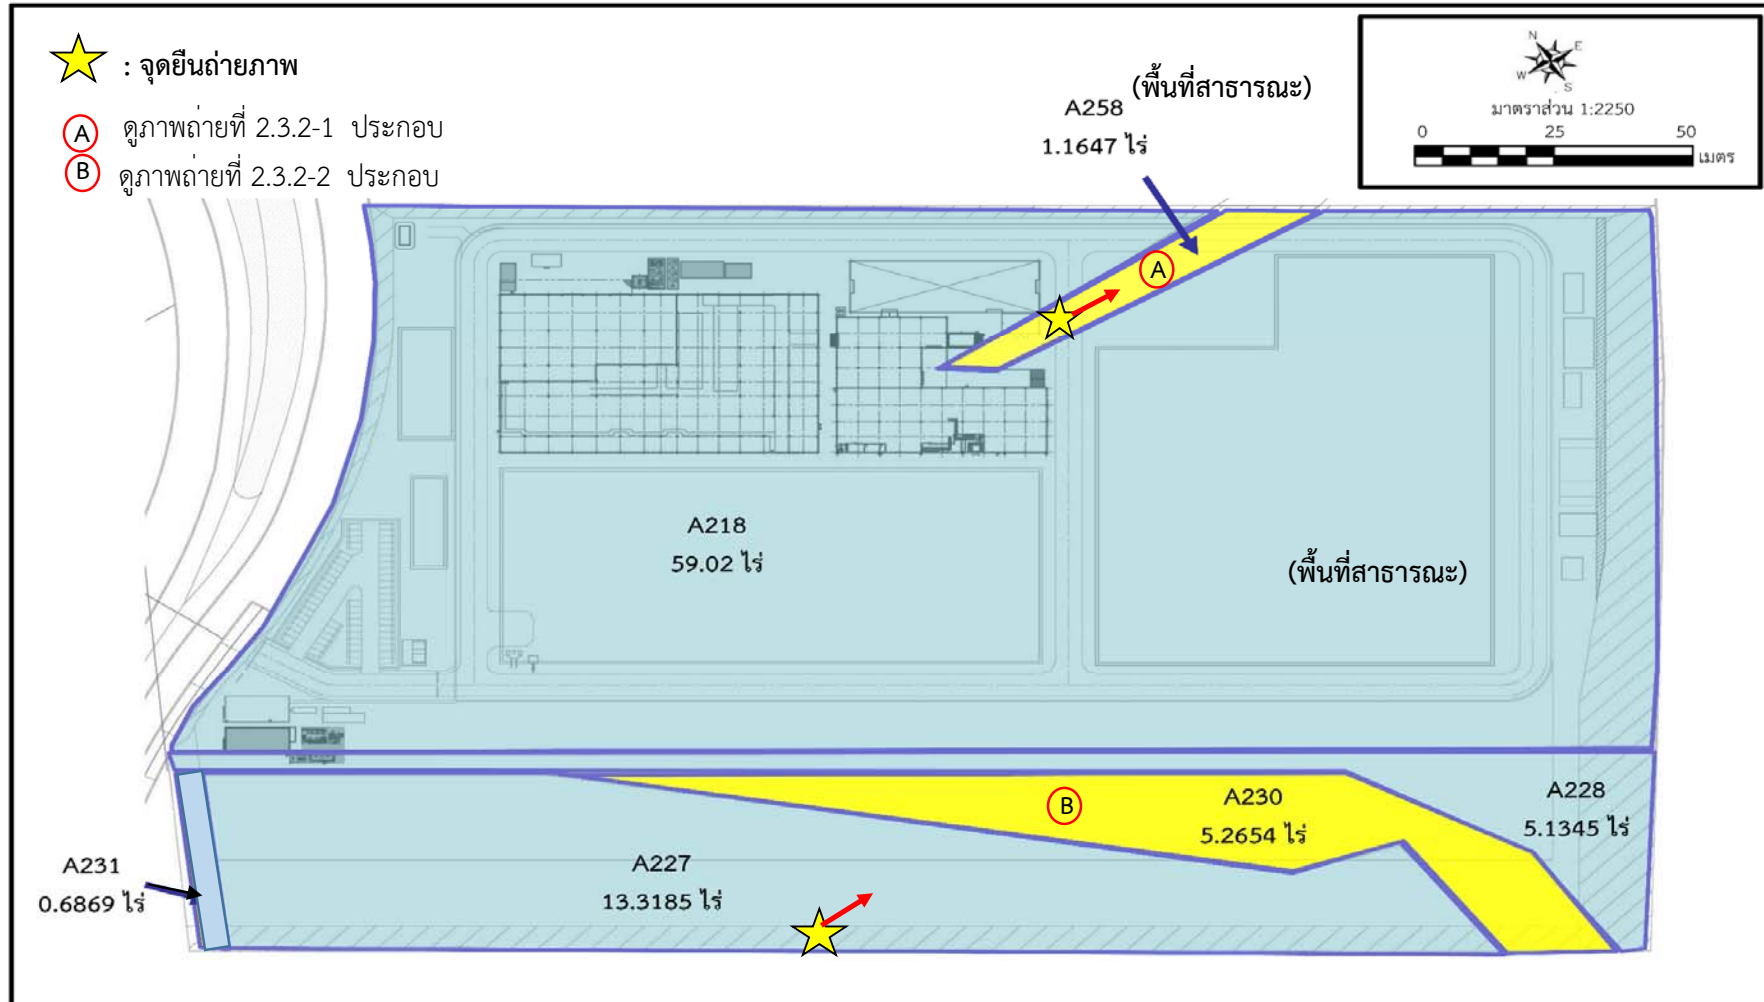 : จุดยืนถ่ายภาพ
A ดูภาพถ่ายที่ 2.3.2-1 ประกอบ
B ดูภาพถ่ายที่ 2.3.2-2 ประกอบ
(พื้นที่สาธารณะ)
A258
1.1647 ไร่
N
E
W
S
มาตราส่วน 1:2250
0 25 50
เมตร
A
A218
59.02 ไร่
(พื้นที่สาธารณะ)
B
A230
5.2654 ไร่
A228
5.1345 ไร่
A231
0.6869 ไร่
A227
13.3185 ไร่